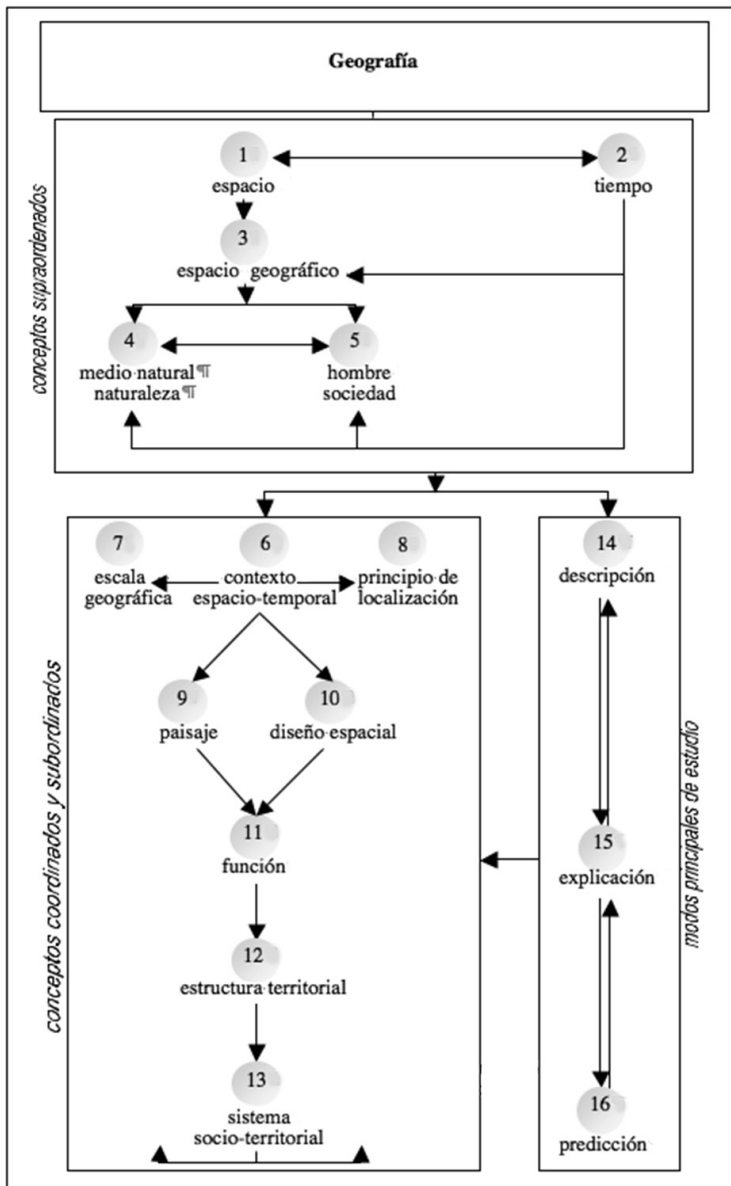 Geografía
conceptos supraordenados
1
espacio
2
tiempo
3
espacio geográfico
4
medio natural¶
naturaleza¶
5
hombre
sociedad
conceptos coordinados y subordinados
7
escala
geográfica
6
contexto
espacio-temporal
8
principio de
localización
9
paisaje
10
diseño espacial
11
función
12
estructura territorial
13
sistema
socio-territorial
modos principales de estudio
14
descripción
15
explicación
16
predicción